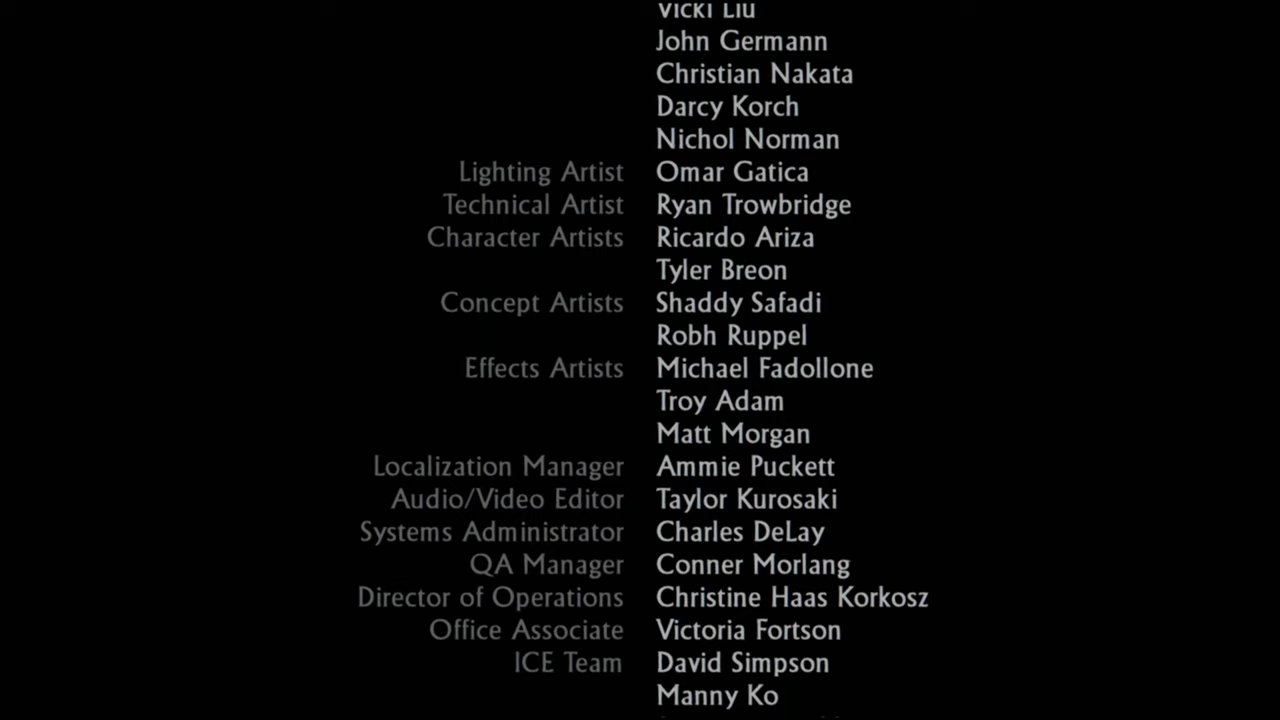 Vicki Liu
John Germann
Christian Nakata
Darcy Korch
Nichol Norman
Lighting Artist Omar Gatica
Technical Artist Ryan Trowbridge
Character Artists Ricardo Ariza
Tyler Breon
Concept Artists Shaddy Safadi
Robh Ruppel
Effects Artists Michael Fadollone
Troy Adam
Matt Morgan
Localization Manager Ammie Puckett
Audio/Video Editor Taylor Kurosaki
Systems Administrator Charles DeLay
QA Manager Conner Morlang
Director of Operations Christine Haas Korkosz
Office Associate Victoria Fortson
ICE Team David Simpson
Manny Ko